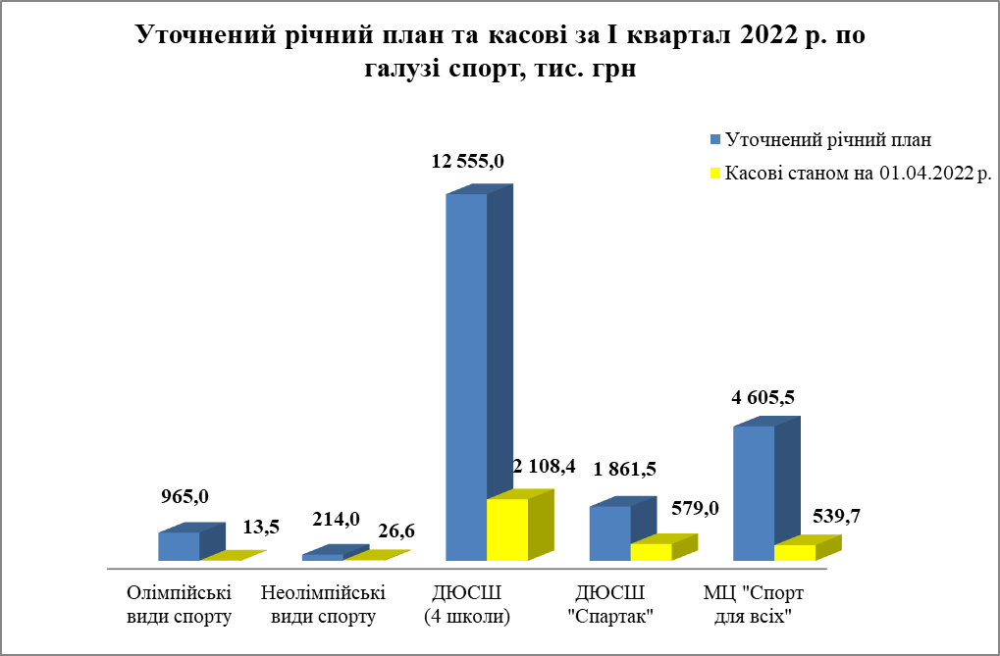 Уточнений річний план та касові за І квартал 2022 р. по
галузі спорт, тис. грн
Уточнений річний план
Касові станом на 01.04.2022 р.
12 555,0
4 605,5
2 108,4
1 861,5
965,0
13,5
214,0
26,6
579,0
539,7
Олімпійські
види спорту
Неолімпійські
види спорту
ДЮСШ
(4 школи)
ДЮСШ
"Спартак"
МЦ "Спорт
для всіх"